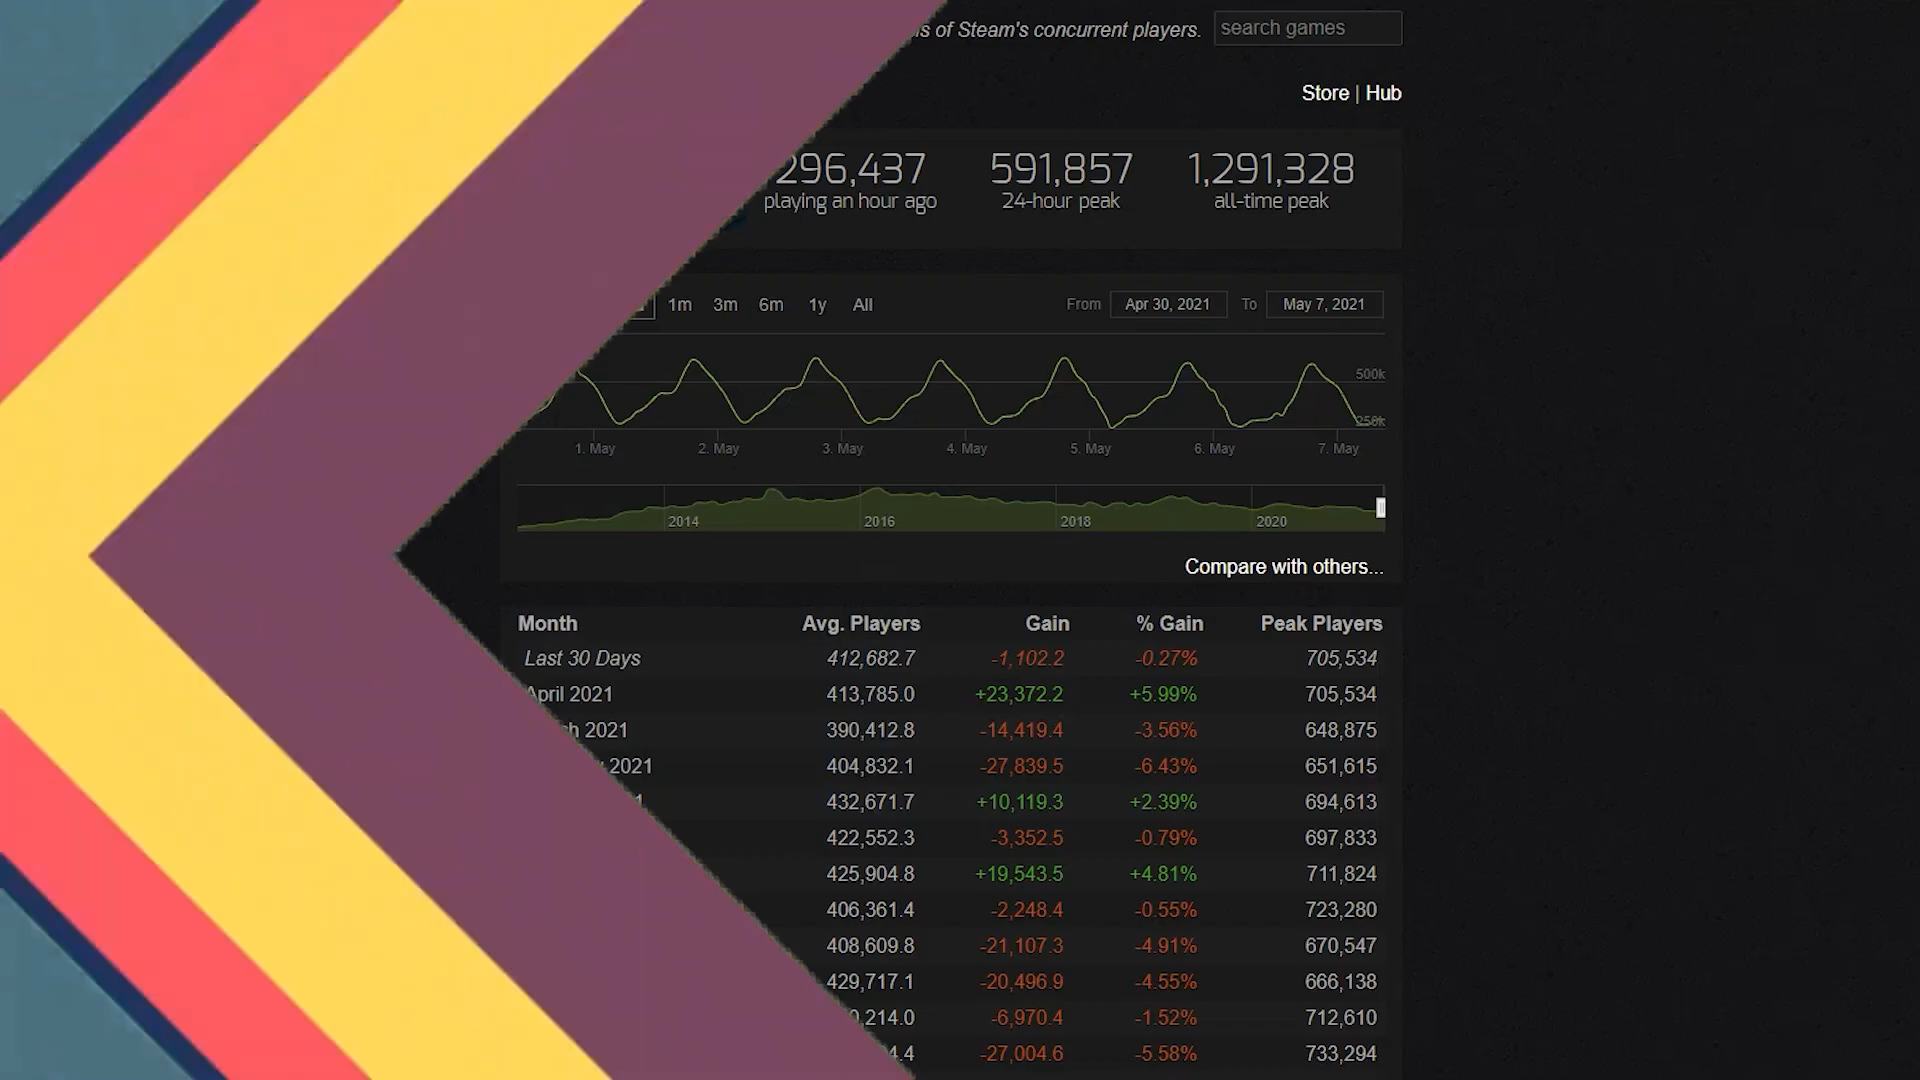 of Steam's concurrent players. search games
Store | Hub
296,437 591,857 1,291,328
playing an hour ago 24-hour peak all-time peak
1m 3m 6m 1y All From Apr 30, 2021 To May 7, 2021
500k
250k
1. May 2. May 3. May 4. May 5. May 6. May 7. May
2014 2016 2018 2020
Compare with others...
Month Avg. Players Gain % Gain Peak Players
Last 30 Days 412,682.7 -1,102.2 -0.27% 705,534
April 2021 413,785.0 +23,372.2 +5.99% 705,534
2021 390,412.8 -14,419.4 -3.56% 648,875
2021 404,832.1 -27,839.5 -6.43% 651,615
432,671.7 +10,119.3 +2.39% 694,613
422,552.3 -3,352.5 -0.79% 697,833
425,904.8 +19,543.5 +4.81% 711,824
406,361.4 -2,248.4 -0.55% 723,280
408,609.8 -21,107.3 -4.91% 670,547
429,717.1 -20,496.9 -4.55% 666,138
-6,970.4 -1.52% 712,610
-27,004.6 -5.58% 733,294